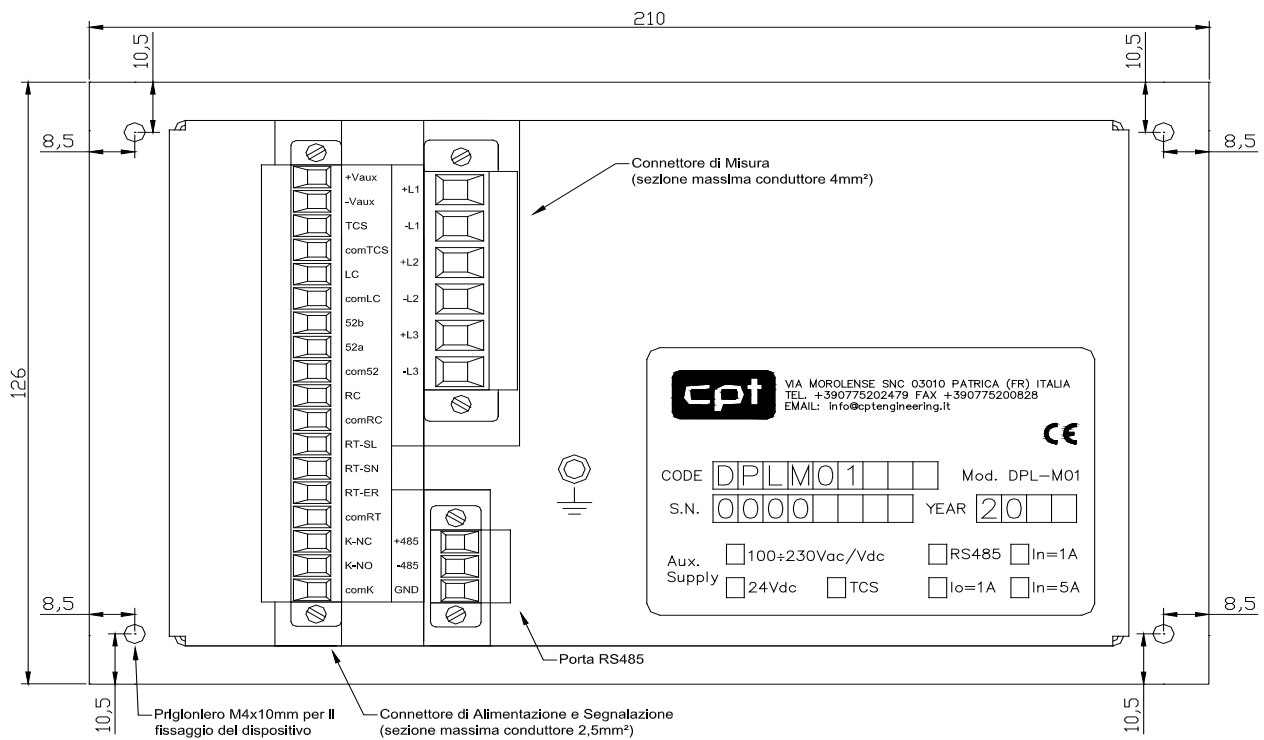 210
10,5
10,5
8,5
8,5
126
Connettore di Misura
(sezione massima conduttore 4mm²)
+Vaux
-Vaux
TCS
comTCS
LC
comLC
52b
52a
com52
RC
comRC
RT-SL
RT-SN
RT-ER
comRT
K-NC
K-NO
comK
+L1
-L1
+L2
-L2
+L3
-L3
+485
-485
GND
cpt
VIA MOROLENSE SNC 03010 PATRICA (FR) ITALIA
TEL. +390775202479 FAX +390775200828
EMAIL: info@cptengineering.it
CE
CODE DPLM01 Mod. DPL-M01
S.N. 0000 YEAR 20
Aux.
Supply
100÷230Vac/Vdc RS485 In=1A
24Vdc TCS Io=1A In=5A
8,5
8,5
10,5
10,5
Porta RS485
Prigioniero M4x10mm per il
fissaggio del dispositivo
Connettore di Alimentazione e Segnalazione
(sezione massima conduttore 2,5mm²)